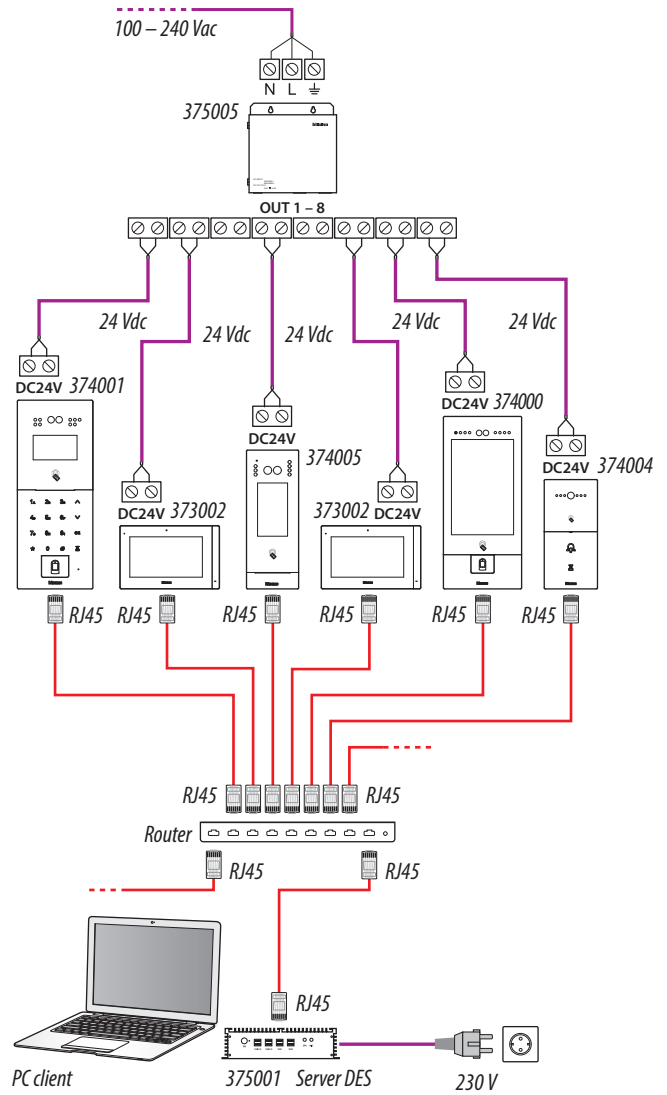 100 – 240 Vac
N L
375005
OUT 1 – 8
24 Vdc 24 Vdc 24 Vdc 24 Vdc 24 Vdc
DC24V 374001
DC24V 374000
DC24V
374005
DC24V 374004
DC24V 373002
373002 DC24V
RJ45 RJ45 RJ45 RJ45 RJ45 RJ45
RJ45 RJ45
Router
RJ45 RJ45
RJ45
PC client
375001 Server DES
230 V